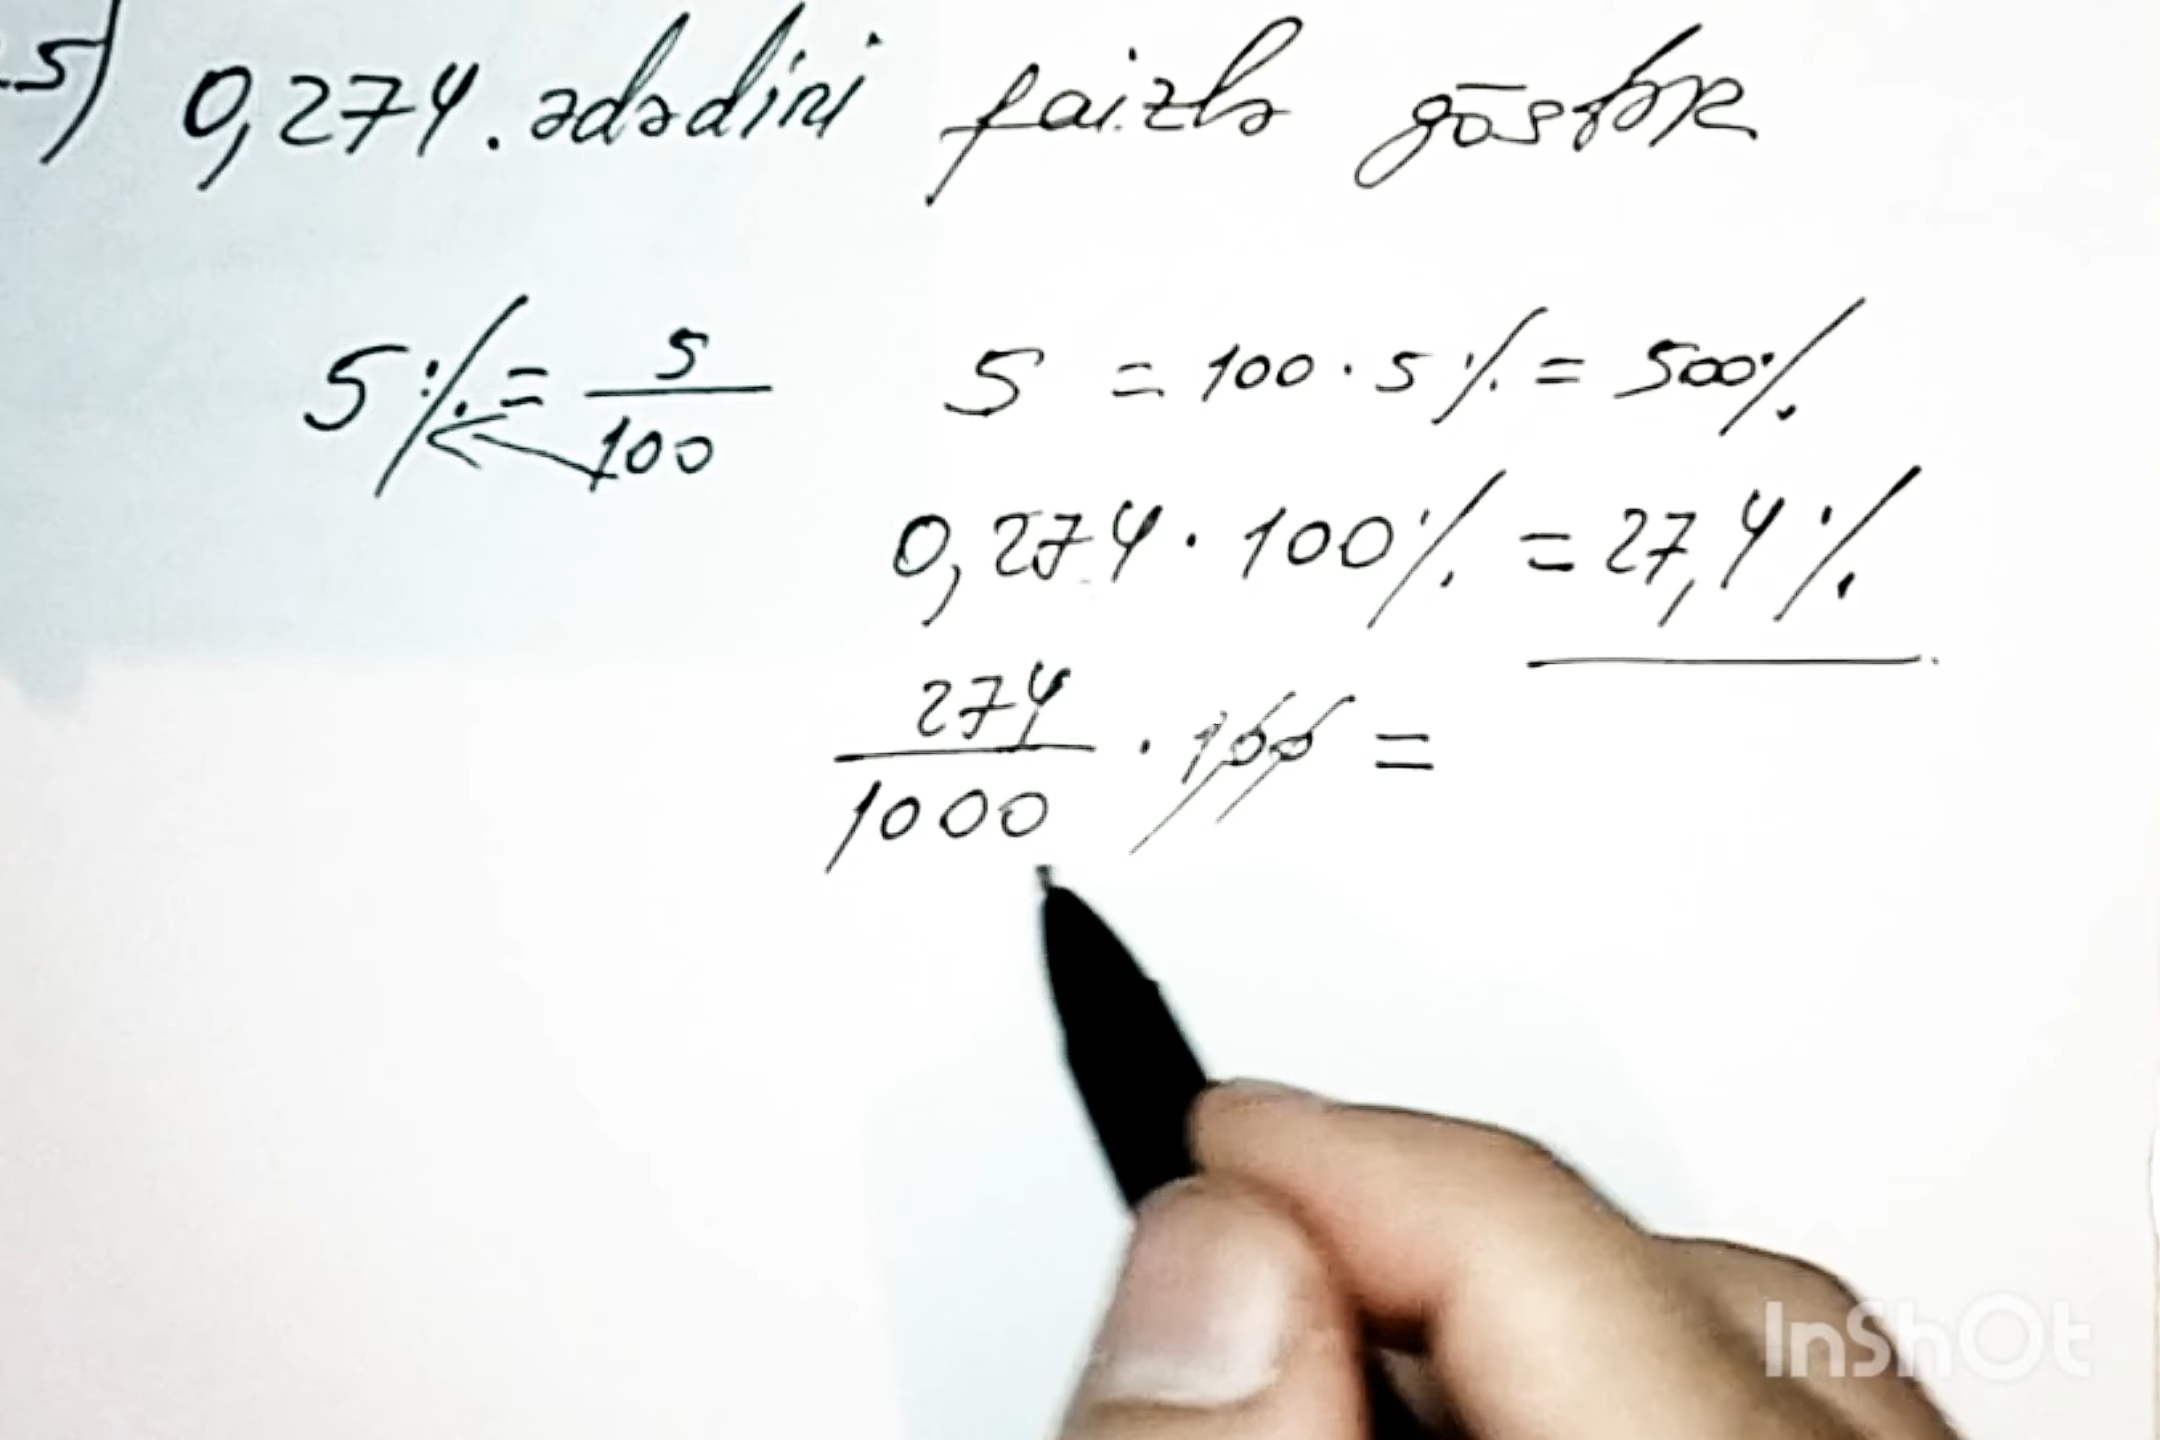 .5) 0,274. ədədini faizlə göstər
5% = 5/100 5 = 100 · 5% = 500%
0,274 · 100% = 27,4%
274/1000 · 100 =
InShOt